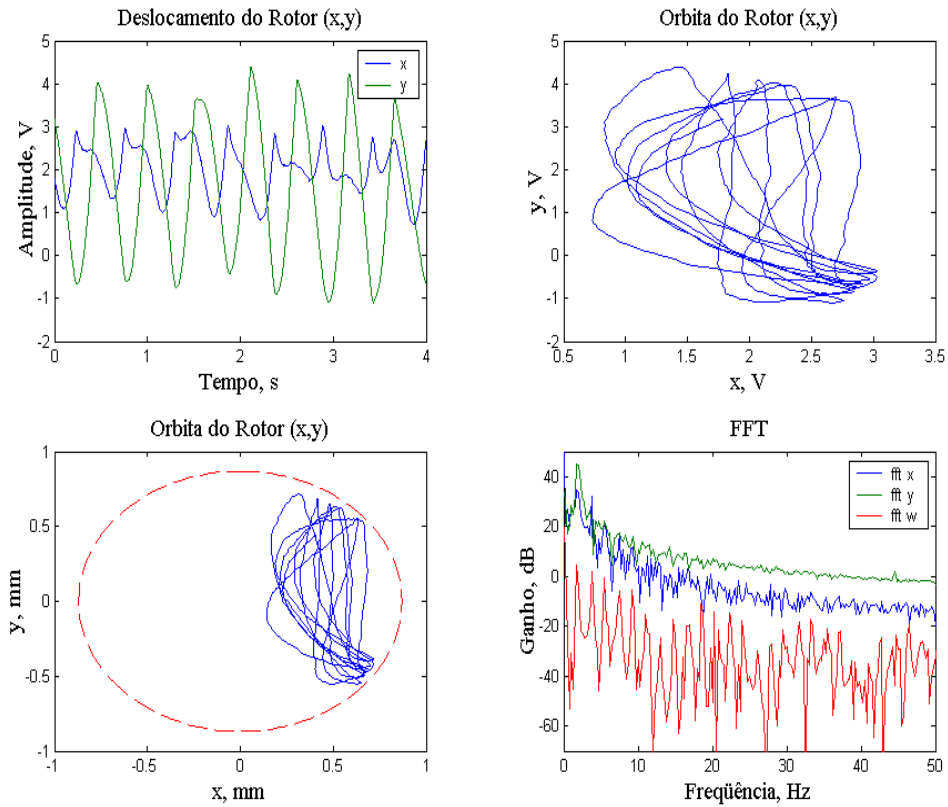 Deslocamento do Rotor (x,y)
5
4
3
2
1
0
-1
-2
Amplitude, V
x
y
0
1
2
3
4
Tempo, s
Orbita do Rotor (x,y)
5
4
3
2
1
0
-1
-2
y, V
0.5
1
1.5
2
2.5
3
3.5
x, V
Orbita do Rotor (x,y)
1
0.5
0
-0.5
-1
y, mm
-1
-0.5
0
0.5
1
x, mm
FFT
40
20
0
-20
-40
-60
Ganho, dB
fft x
fft y
fft w
0
10
20
30
40
50
Freqüência, Hz